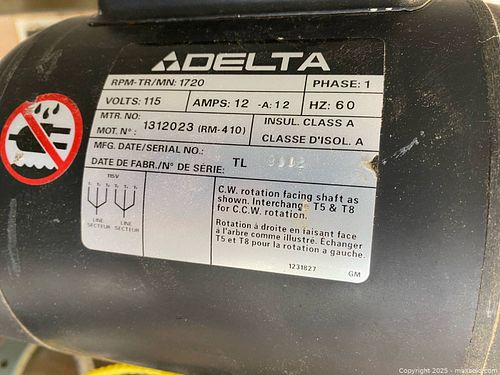 DELTA
RPM-TR/MN: 1720 PHASE: 1
VOLTS: 115 AMPS: 12 -A: 12 HZ: 60
MTR. NO: INSUL. CLASS A
MOT. N° : 1312023 (RM-410) CLASSE D'ISOL. A
MFG. DATE/SERIAL NO.:
DATE DE FABR./N° DE SÉRIE: TL
115V
LINE LINE
SECTEUR SECTEUR
C.W. rotation facing shaft as
shown. Interchange T5 & T8
for C.C.W. rotation.
Rotation à droite en faisant face
à l'arbre comme illustré. Échanger
T5 et T8 pour la rotation a gauche.
1231827 GM
Copyright © 2025 - maxsold.com